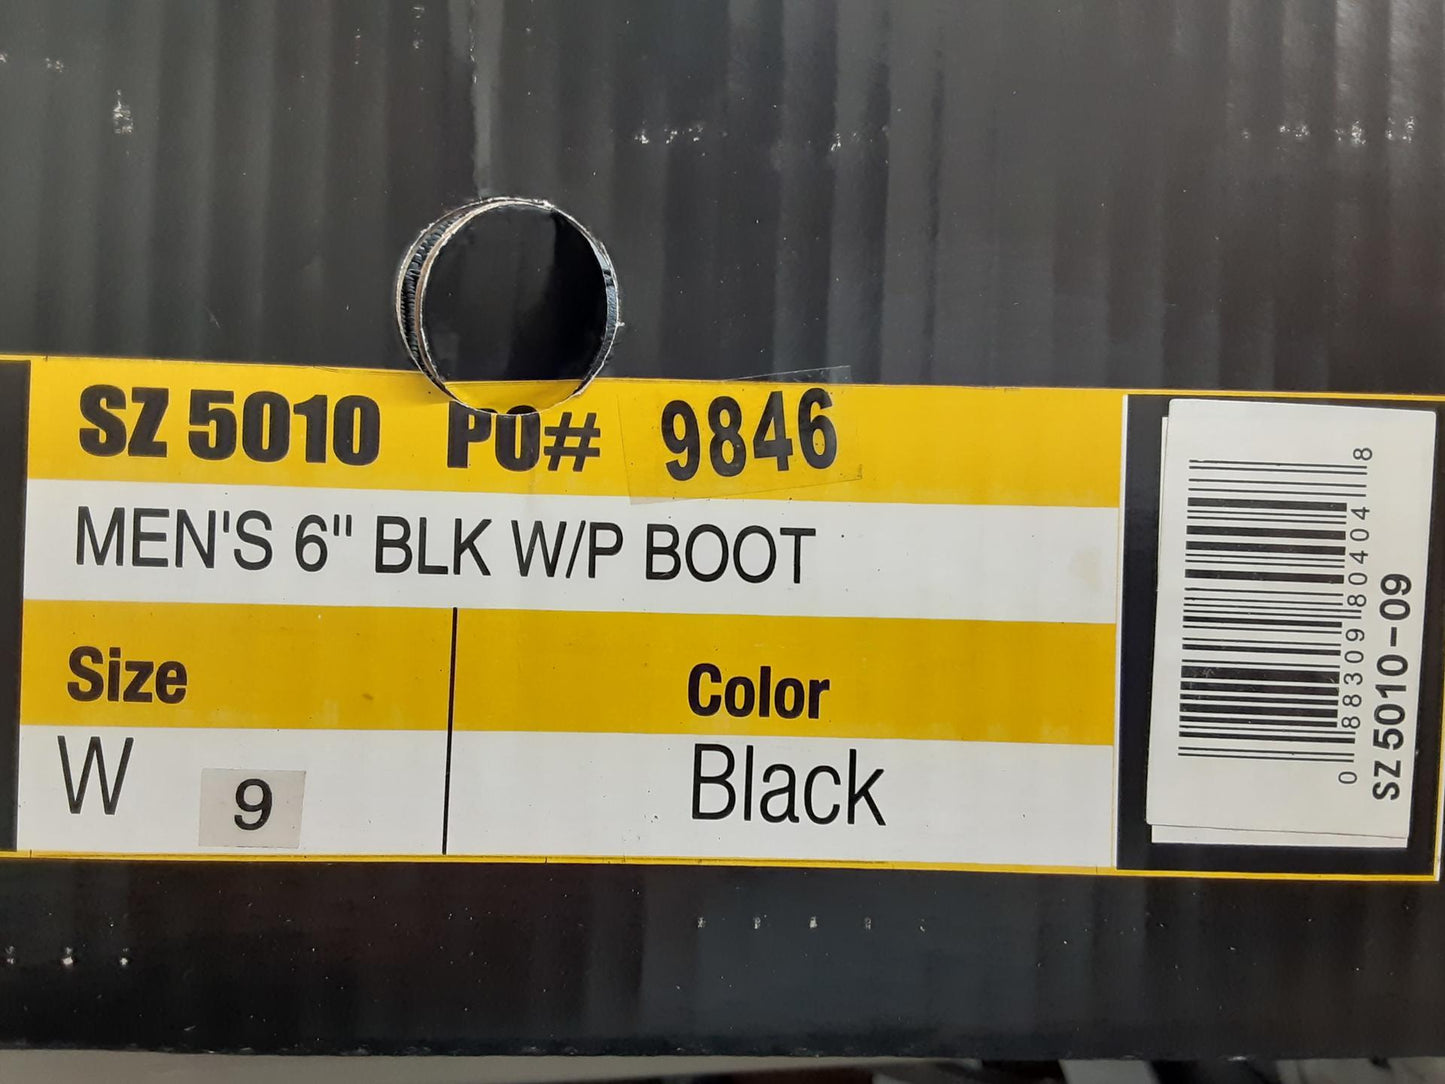 SZ 5010 PO# 9846
MEN'S 6" BLK W/P BOOT
Size
Color
W 9
Black
0 88309 80404 8
SZ 5010-09